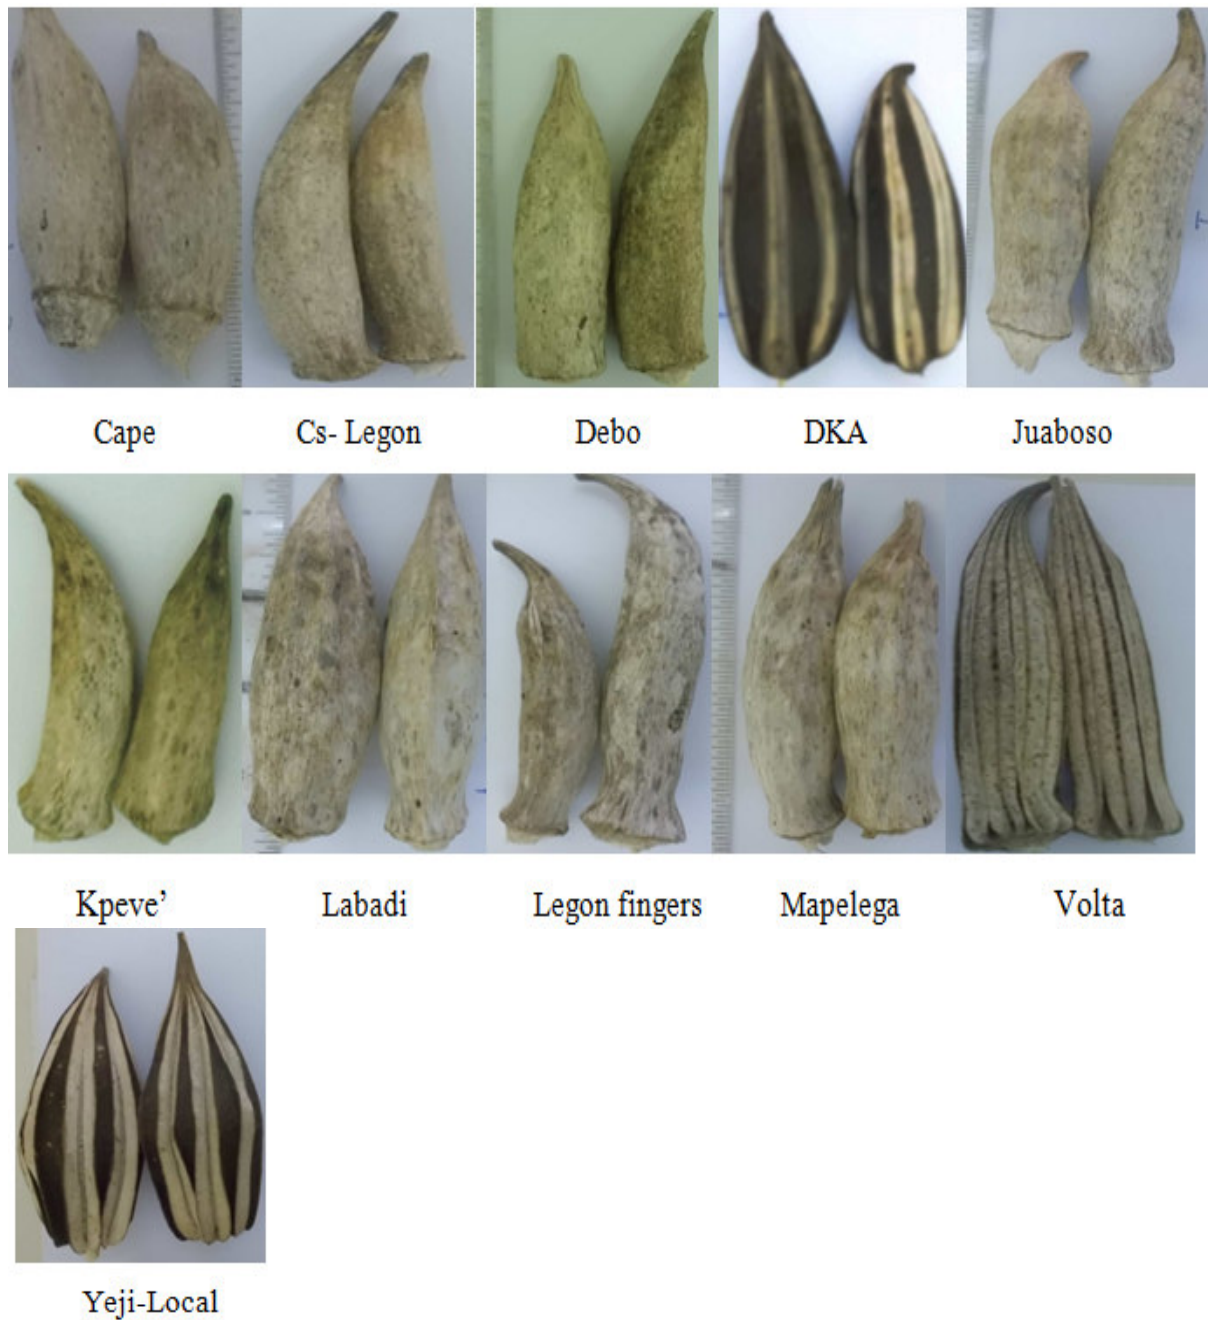 Cape Cs- Legon Debo DKA Juaboso
Kpeve’ Labadi Legon fingers Mapelega Volta
Yeji-Local